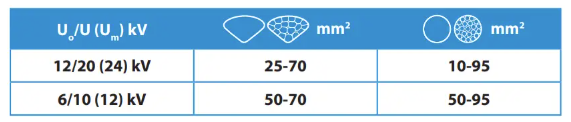 Uo/U (Um) kV mm² mm²
12/20 (24) kV 25-70 10-95
6/10 (12) kV 50-70 50-95